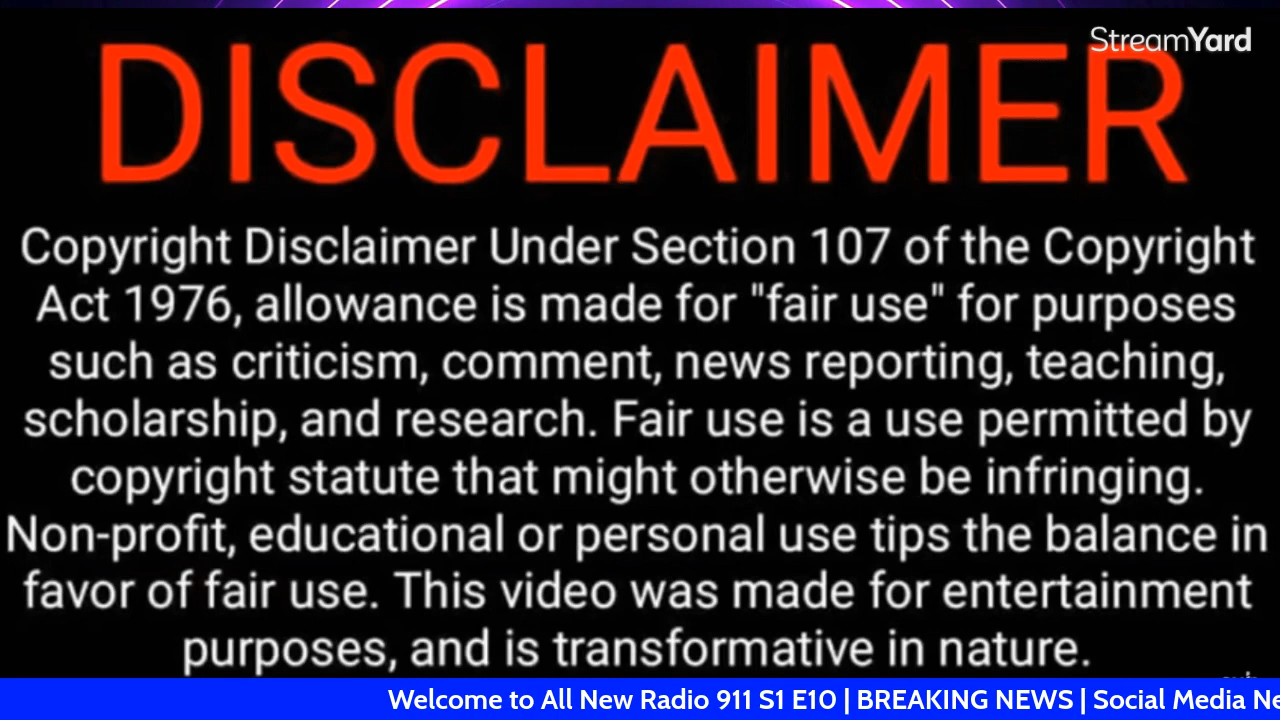 StreamYard
DISCLAIMER
Copyright Disclaimer Under Section 107 of the Copyright
Act 1976, allowance is made for "fair use" for purposes
such as criticism, comment, news reporting, teaching,
scholarship, and research. Fair use is a use permitted by
copyright statute that might otherwise be infringing.
Non-profit, educational or personal use tips the balance in
favor of fair use. This video was made for entertainment
purposes, and is transformative in nature.
Welcome to All New Radio 911 S1 E10 | BREAKING NEWS | Social Media